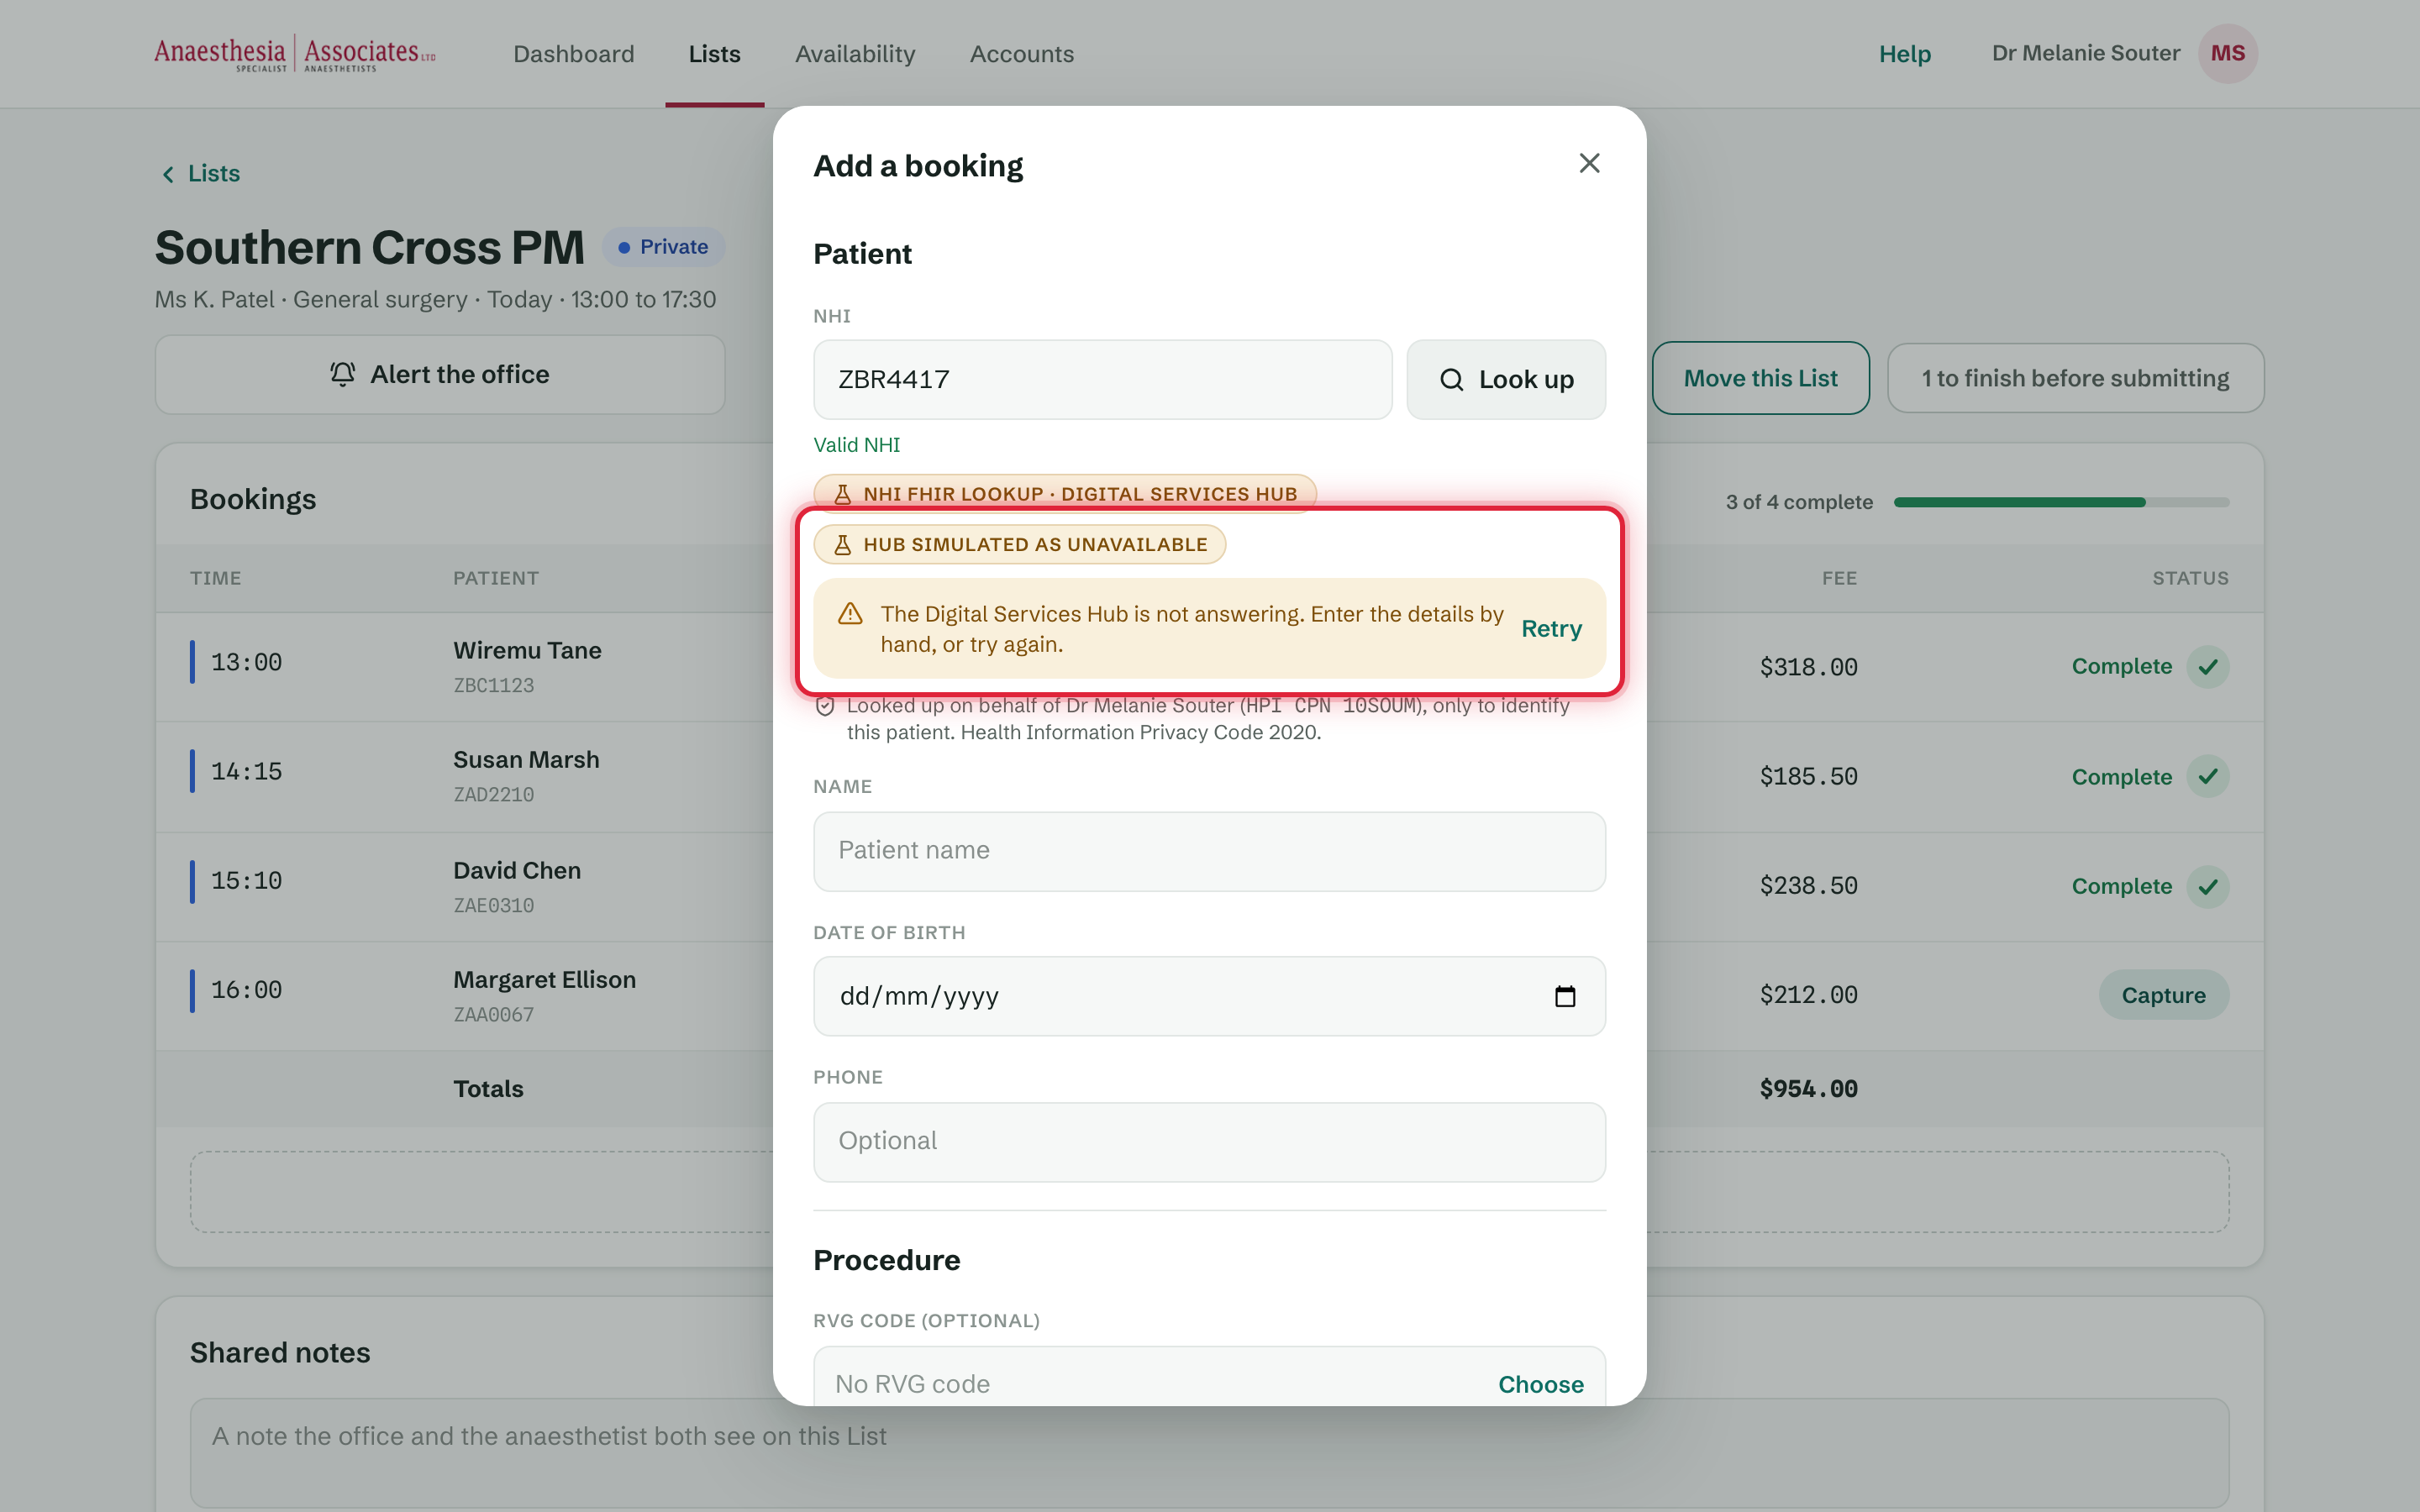 Anaesthesia | Associates LTD
SPECIALIST ANAESTHETISTS
Dashboard
Lists
Availability
Accounts
Help
Dr Melanie Souter
MS
Lists
Southern Cross PM
Private
Ms K. Patel · General surgery · Today · 13:00 to 17:30
Alert the office
Move this List
1 to finish before submitting
Bookings
3 of 4 complete
TIME
PATIENT
FEE
STATUS
13:00
Wiremu Tane
ZBC1123
$318.00
Complete
14:15
Susan Marsh
ZAD2210
$185.50
Complete
15:10
David Chen
ZAE0310
$238.50
Complete
16:00
Margaret Ellison
ZAA0067
$212.00
Capture
Totals
$954.00
Shared notes
A note the office and the anaesthetist both see on this List
Add a booking
Patient
NHI
ZBR4417
Look up
Valid NHI
NHI FHIR LOOKUP · DIGITAL SERVICES HUB
HUB SIMULATED AS UNAVAILABLE
The Digital Services Hub is not answering. Enter the details by
hand, or try again.
Retry
Looked up on behalf of Dr Melanie Souter (HPI CPN 10SOUM), only to identify
this patient. Health Information Privacy Code 2020.
NAME
Patient name
DATE OF BIRTH
dd/mm/yyyy
PHONE
Optional
Procedure
RVG CODE (OPTIONAL)
No RVG code
Choose